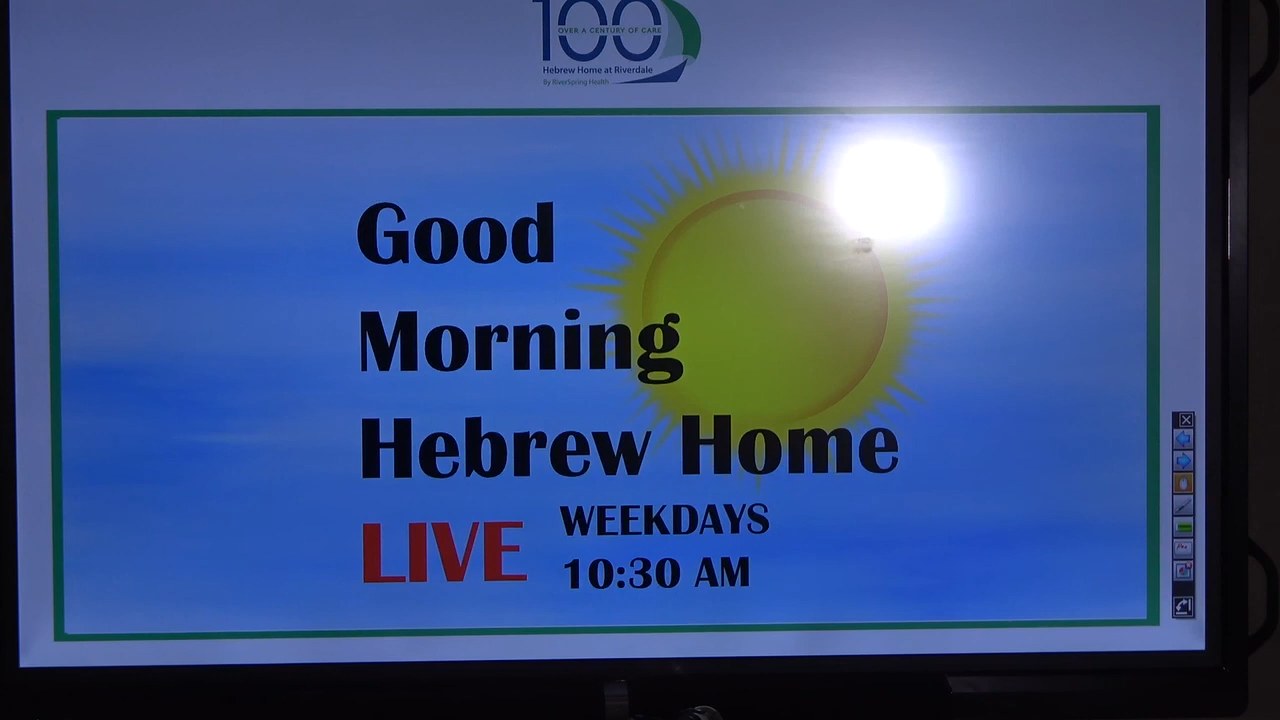 100
OVER A CENTURY OF CARE
Hebrew Home at Riverdale
By RiverSpring Health
Good
Morning
Hebrew Home
LIVE WEEKDAYS
10:30 AM